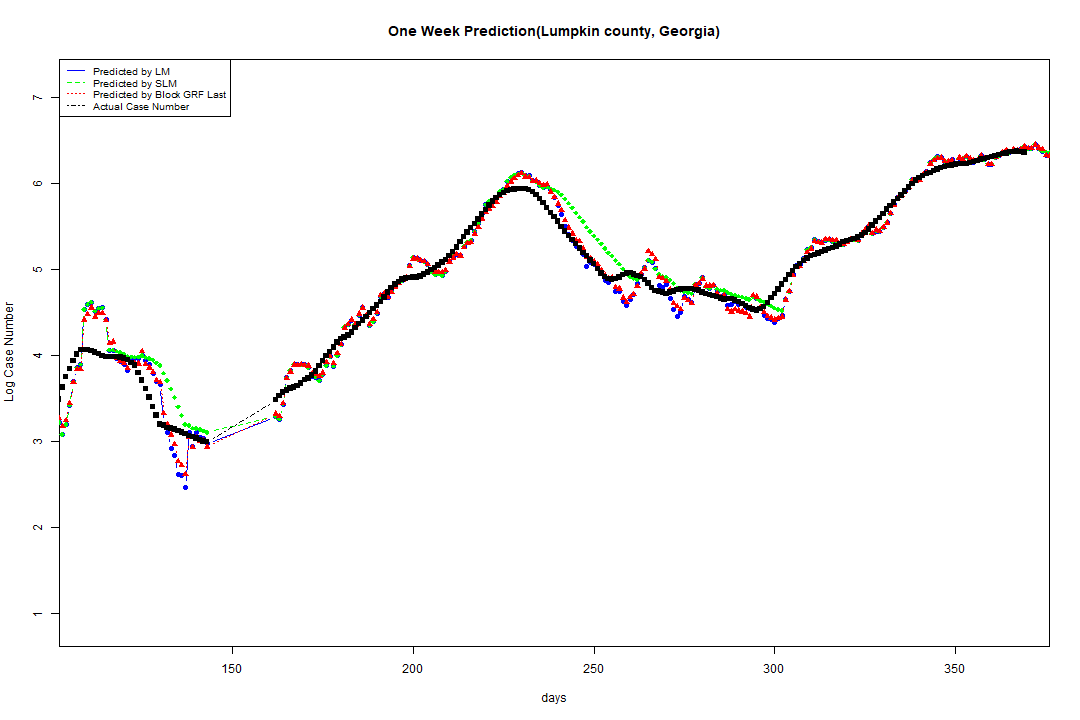 One Week Prediction(Lumpkin county, Georgia)
Predicted by LM
Predicted by SLM
Predicted by Block GRF Last
Actual Case Number
7
6
5
4
3
2
1
Log Case Number
150
200
250
300
350
days